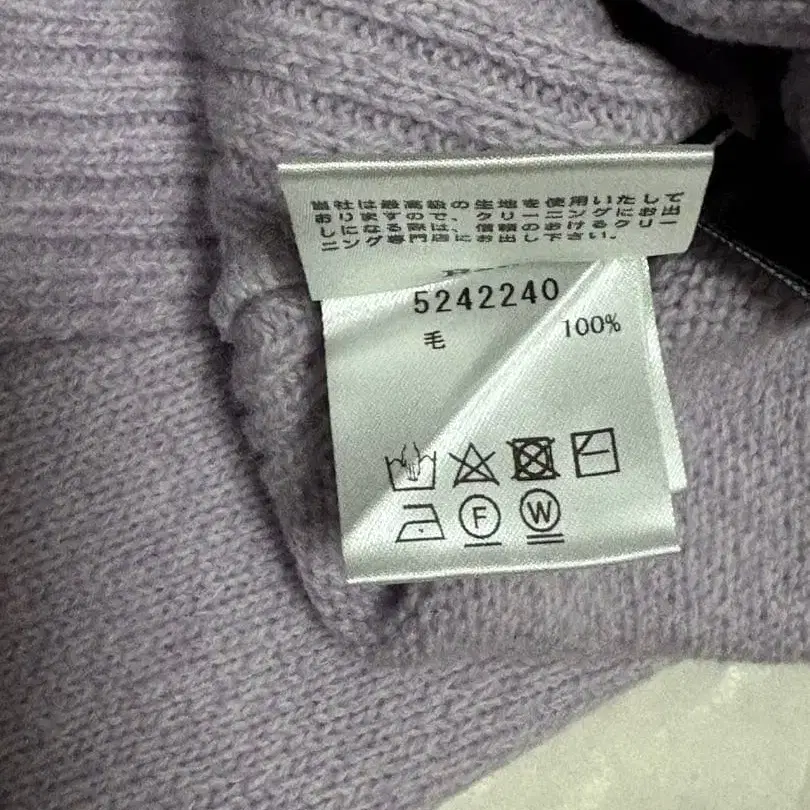 当社は最高級の生地を使用いたして
おりますので、クリーニングにお出
しになる際は、信頼のおけるクリー
ニング専門店にお出し下さい。
5242240
毛 100%
F W